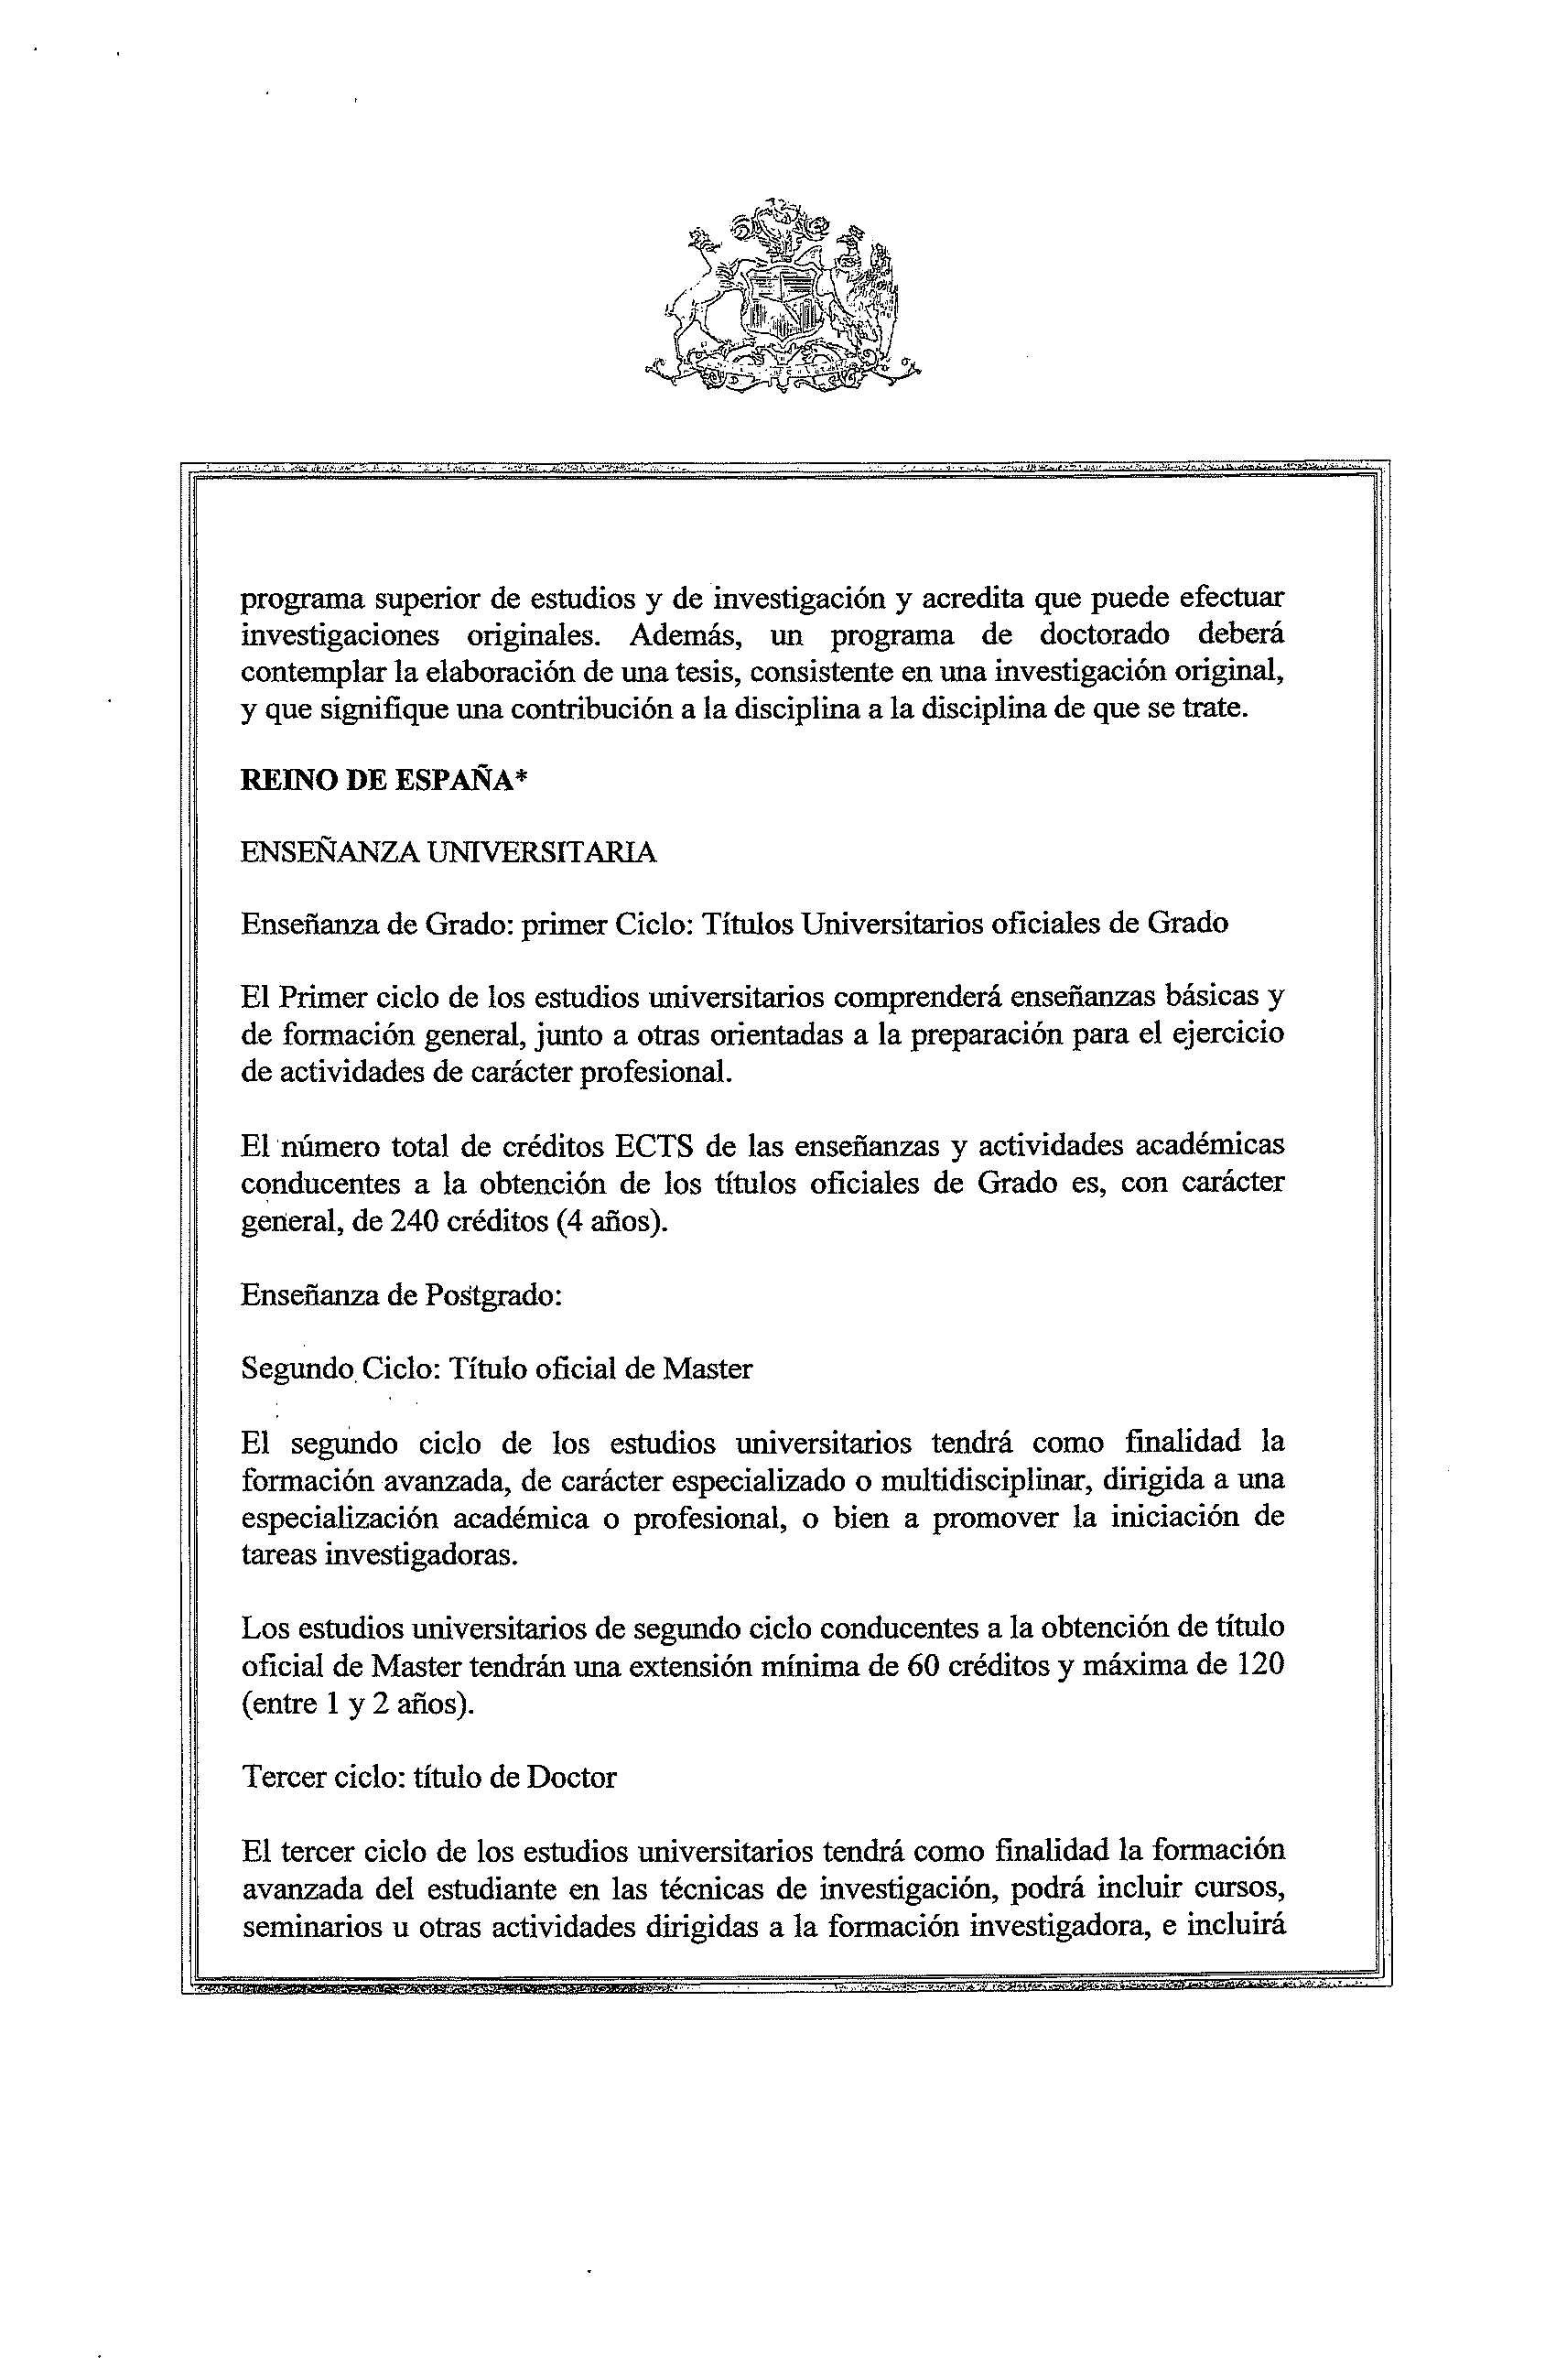 programa superior de estudios y de investigación y acredita que puede efectuar
investigaciones originales. Además, un programa de doctorado deberá
contemplar la elaboración de una tesis, consistente en una investigación original,
y que signifique una contribución a la disciplina a la disciplina de que se trate.
REINO DE ESPAÑA*
ENSEÑANZA UNIVERSITARIA
Enseñanza de Grado: primer Ciclo: Títulos Universitarios oficiales de Grado
El Primer ciclo de los estudios universitarios comprenderá enseñanzas básicas y
de formación general, junto a otras orientadas a la preparación para el ejercicio
de actividades de carácter profesional.
El número total de créditos ECTS de las enseñanzas y actividades académicas
conducentes a la obtención de los títulos oficiales de Grado es, con carácter
general, de 240 créditos (4 años).
Enseñanza de Postgrado:
Segundo Ciclo: Título oficial de Master
El segundo ciclo de los estudios universitarios tendrá como finalidad la
formación avanzada, de carácter especializado o multidisciplinar, dirigida a una
especialización académica o profesional, o bien a promover la iniciación de
tareas investigadoras.
Los estudios universitarios de segundo ciclo conducentes a la obtención de título
oficial de Master tendrán una extensión mínima de 60 créditos y máxima de 120
(entre 1 y 2 años).
Tercer ciclo: título de Doctor
El tercer ciclo de los estudios universitarios tendrá como finalidad la formación
avanzada del estudiante en las técnicas de investigación, podrá incluir cursos,
seminarios u otras actividades dirigidas a la formación investigadora, e incluirá